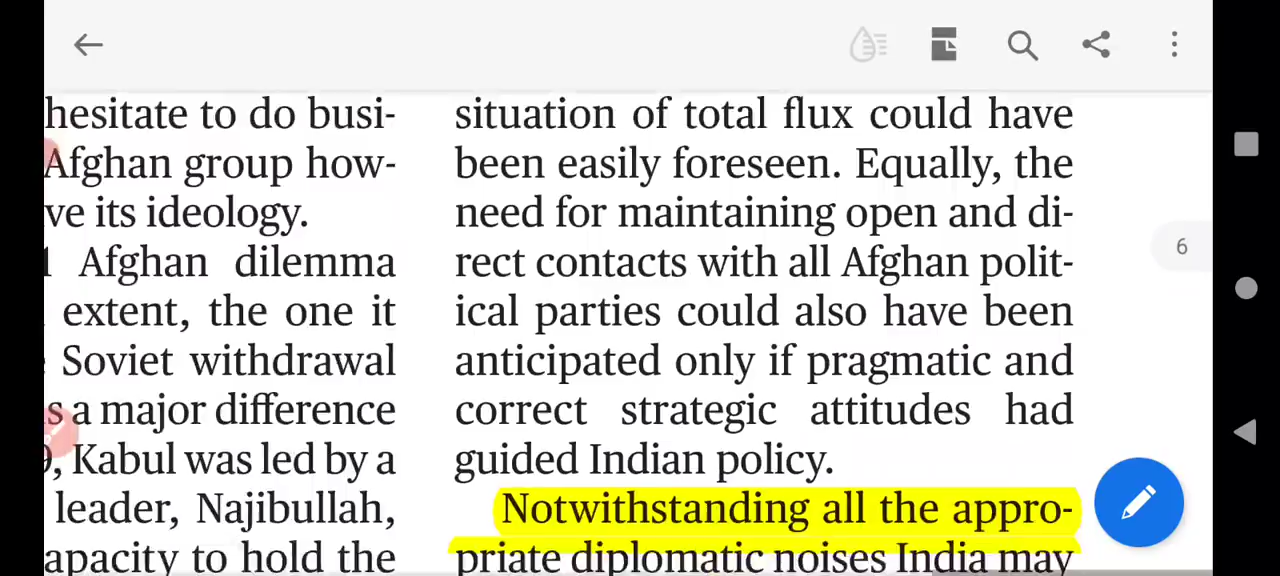 hesitate to do busi-
Afghan group how-
ve its ideology.
Afghan dilemma
extent, the one it
Soviet withdrawal
s a major difference
9, Kabul was led by a
leader, Najibullah,
apacity to hold the
situation of total flux could have
been easily foreseen. Equally, the
need for maintaining open and di-
rect contacts with all Afghan polit-
ical parties could also have been
anticipated only if pragmatic and
correct strategic attitudes had
guided Indian policy.
Notwithstanding all the appro-
priate diplomatic noises India may
6